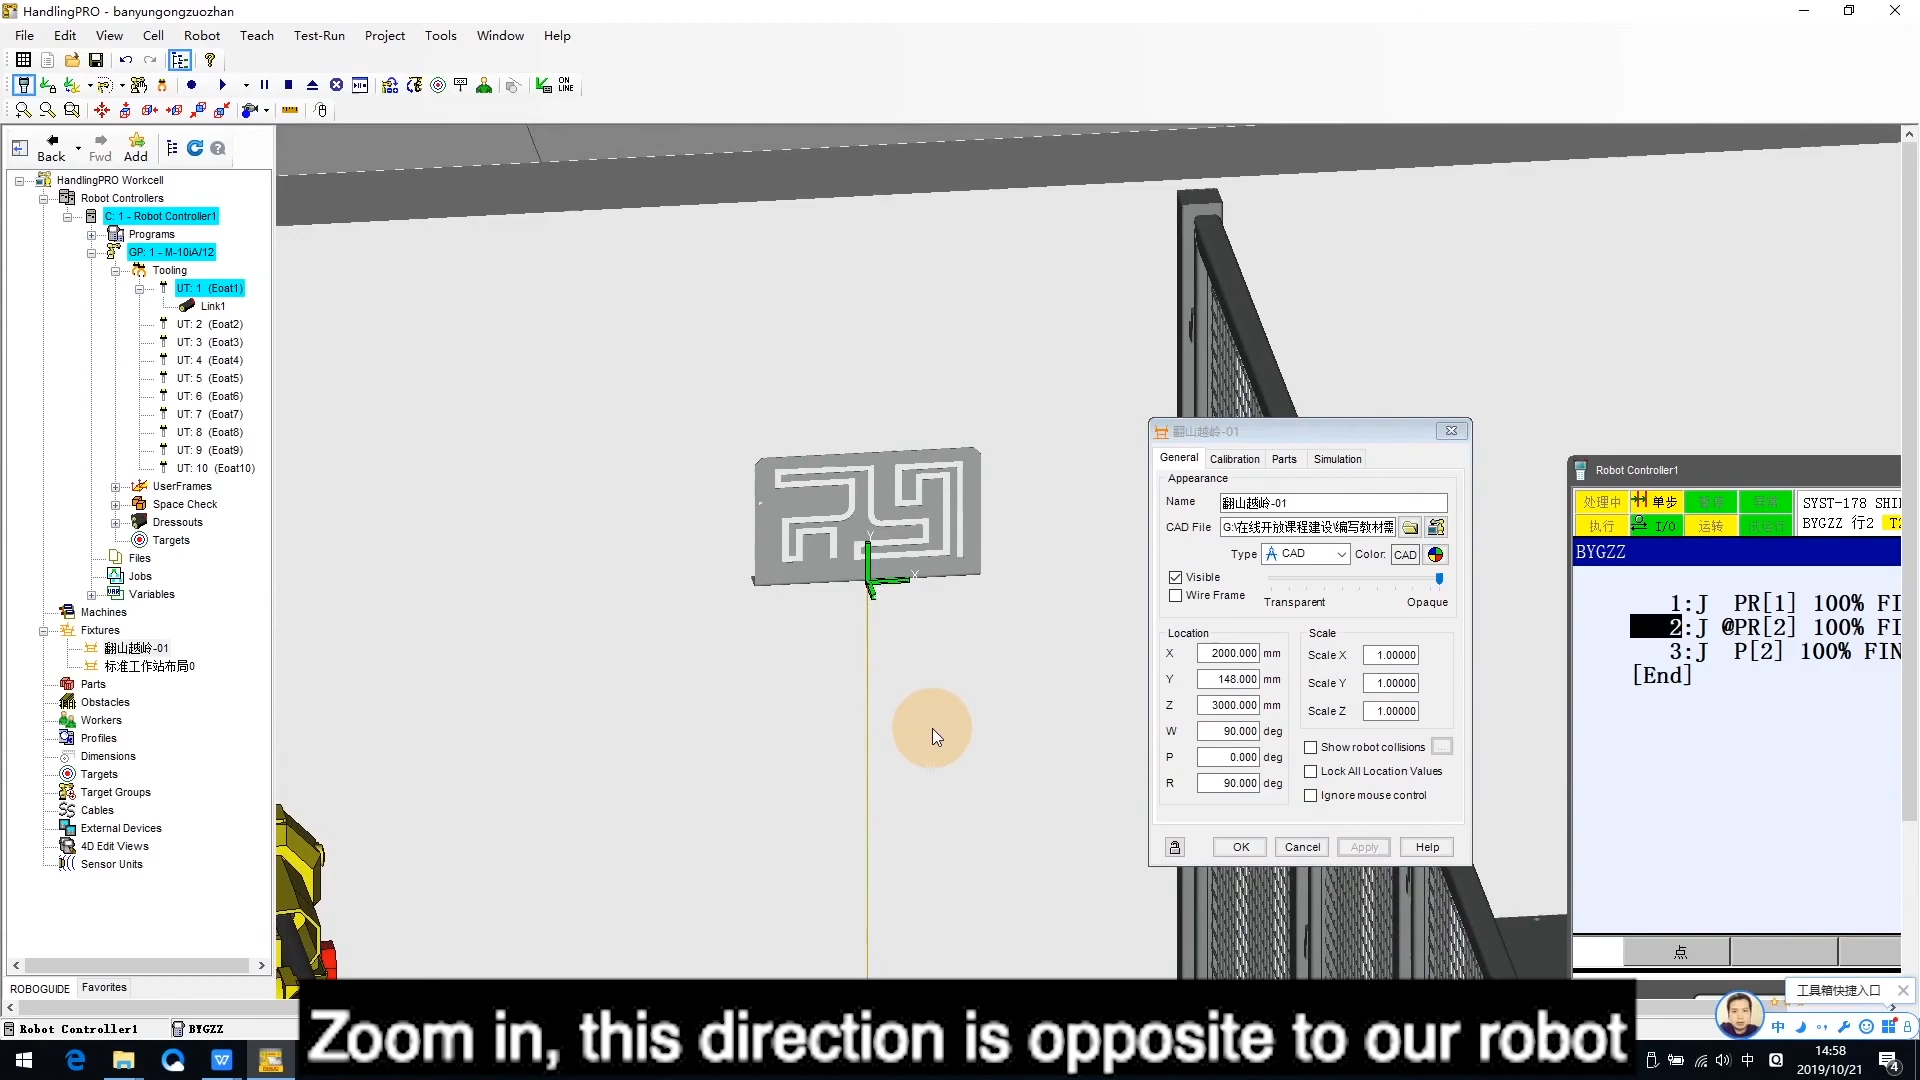 HandlingPRO - banyungongzuozhan
File Edit View Cell Robot Teach Test-Run Project Tools Window Help
ON LINE
Back Fwd Add
HandlingPRO Workcell
Robot Controllers
C: 1 - Robot Controller1
Programs
GP: 1 - M-10iA/12
Tooling
UT: 1 (Eoat1)
Link1
UT: 2 (Eoat2)
UT: 3 (Eoat3)
UT: 4 (Eoat4)
UT: 5 (Eoat5)
UT: 6 (Eoat6)
UT: 7 (Eoat7)
UT: 8 (Eoat8)
UT: 9 (Eoat9)
UT: 10 (Eoat10)
UserFrames
Space Check
Dressouts
Targets
Files
Jobs
Variables
Machines
Fixtures
翻山越岭-01
标准工作站布局0
Parts
Obstacles
Workers
Profiles
Dimensions
Targets
Target Groups
Cables
External Devices
4D Edit Views
Sensor Units
ROBOGUIDE Favorites
Robot Controller1 BYGZZ
Y
X
翻山越岭-01
General Calibration Parts Simulation
Appearance
Name 翻山越岭-01
CAD File G:\在线开放课程建设\编写教材需
Type CAD Color: CAD
Visible
Wire Frame Transparent Opaque
Location Scale
X 2000.000 mm Scale X 1.00000
Y 148.000 mm Scale Y 1.00000
Z 3000.000 mm Scale Z 1.00000
W 90.000 deg
P 0.000 deg
R 90.000 deg
Show robot collisions ...
Lock All Location Values
Ignore mouse control
OK Cancel Apply Help
Robot Controller1
处理中 单步 SYST-178 SHI
执行 I/O 运转 BYGZZ 行2 T2
BYGZZ
1:J PR[1] 100% FI
2:J @PR[2] 100% FI
3:J P[2] 100% FIN
[End]
点
工具箱快捷入口
中
Zoom in, this direction is opposite to our robot
中
14:58
2019/10/21
4